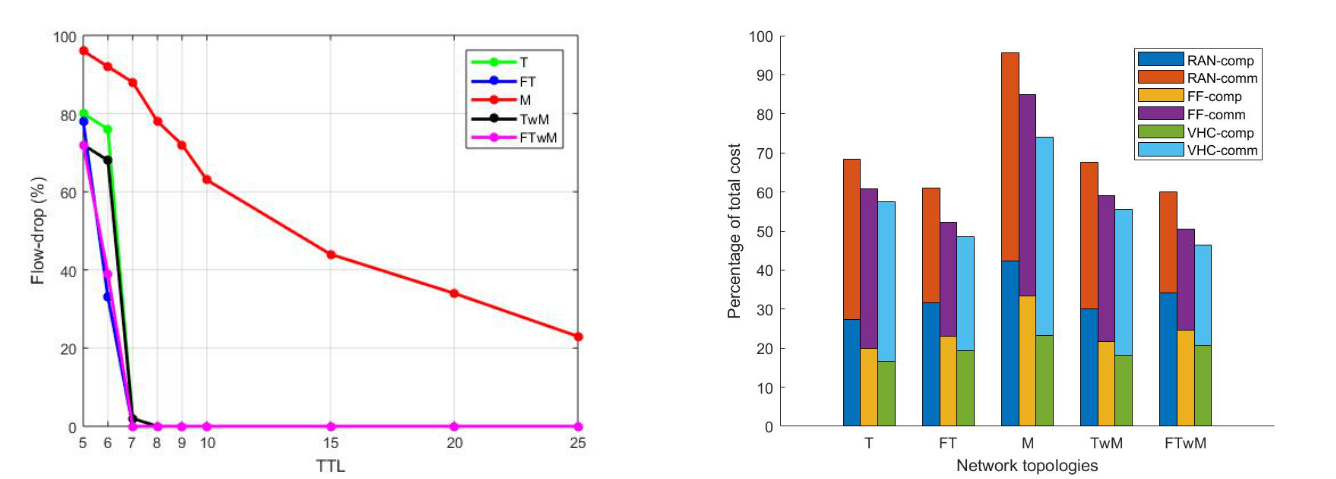 100
80
60
40
20
0
Flow-drop (%)
5 6 7 8 9 10 15 20 25
TTL
T
FT
M
TwM
FTwM
100
90
80
70
60
50
40
30
20
10
0
Percentage of total cost
T FT M TwM FTwM
Network topologies
RAN-comp
RAN-comm
FF-comp
FF-comm
VHC-comp
VHC-comm